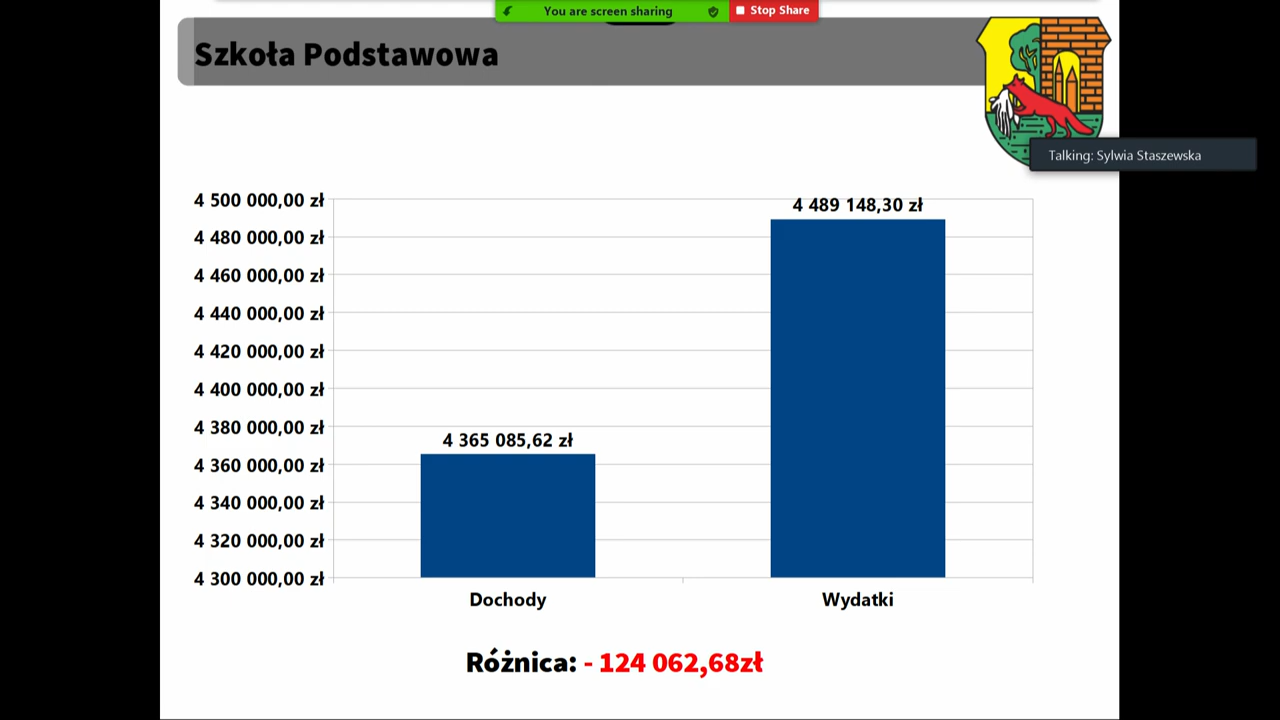 You are screen sharing
Stop Share
Szkoła Podstawowa
Talking: Sylwia Staszewska
4 500 000,00 zł
4 480 000,00 zł
4 460 000,00 zł
4 440 000,00 zł
4 420 000,00 zł
4 400 000,00 zł
4 380 000,00 zł
4 360 000,00 zł
4 340 000,00 zł
4 320 000,00 zł
4 300 000,00 zł
4 365 085,62 zł
4 489 148,30 zł
Dochody
Wydatki
Różnica: - 124 062,68zł